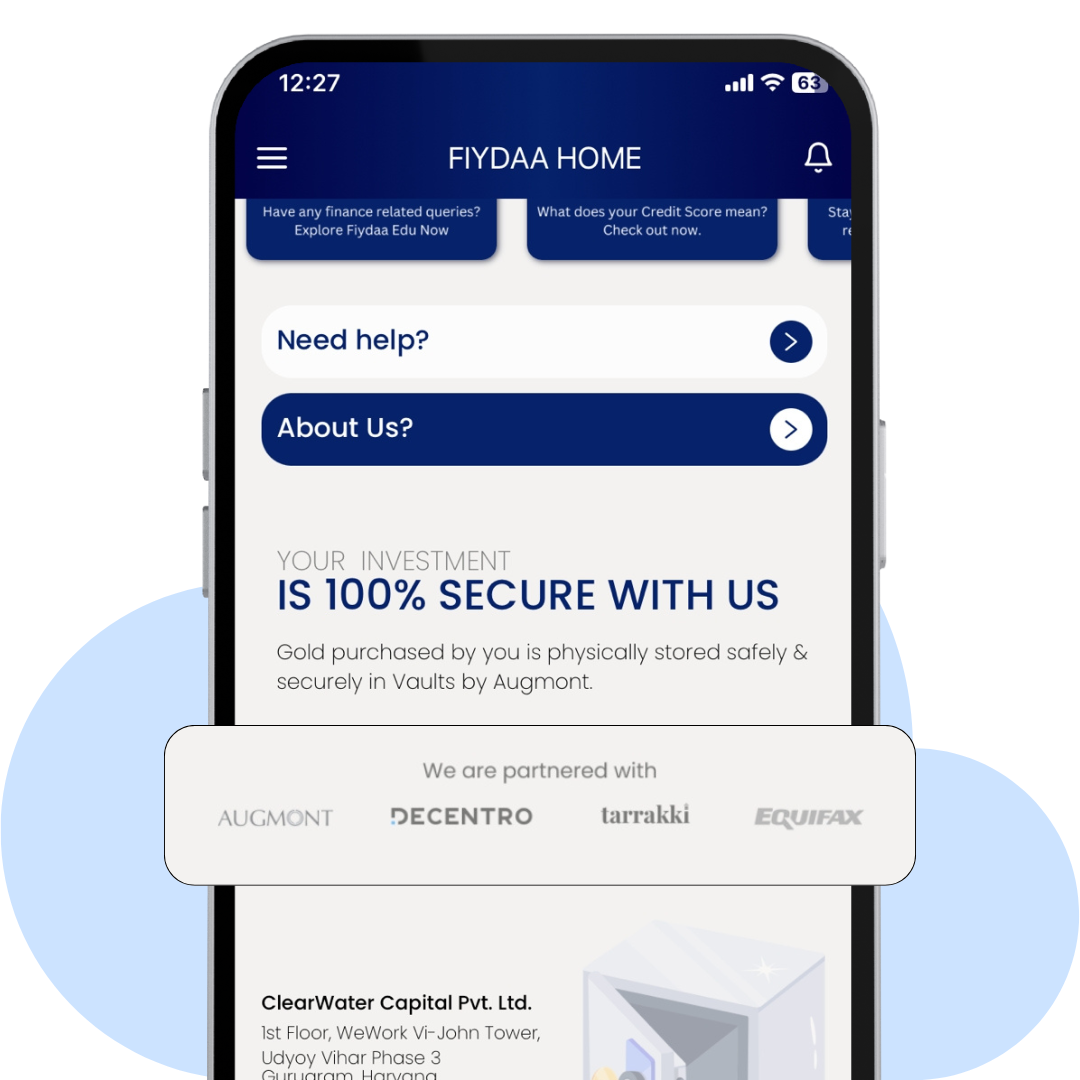 12:27
63
FIYDAA HOME
Have any finance related queries?
Explore Fiydaa Edu Now
What does your Credit Score mean?
Check out now.
Need help?
About Us?
YOUR INVESTMENT
IS 100% SECURE WITH US
Gold purchased by you is physically stored safely &
securely in Vaults by Augmont.
We are partnered with
AUGMONT
DECENTRO
tarrakki
EQUIFAX
ClearWater Capital Pvt. Ltd.
1st Floor, WeWork Vi-John Tower,
Udyoy Vihar Phase 3
Gurugram, Haryana